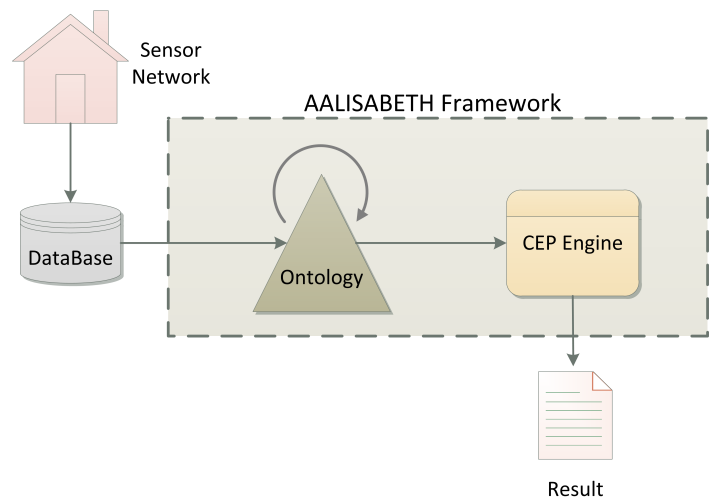 Sensor
Network
AALISABETH Framework
DataBase
Ontology
CEP Engine
Result